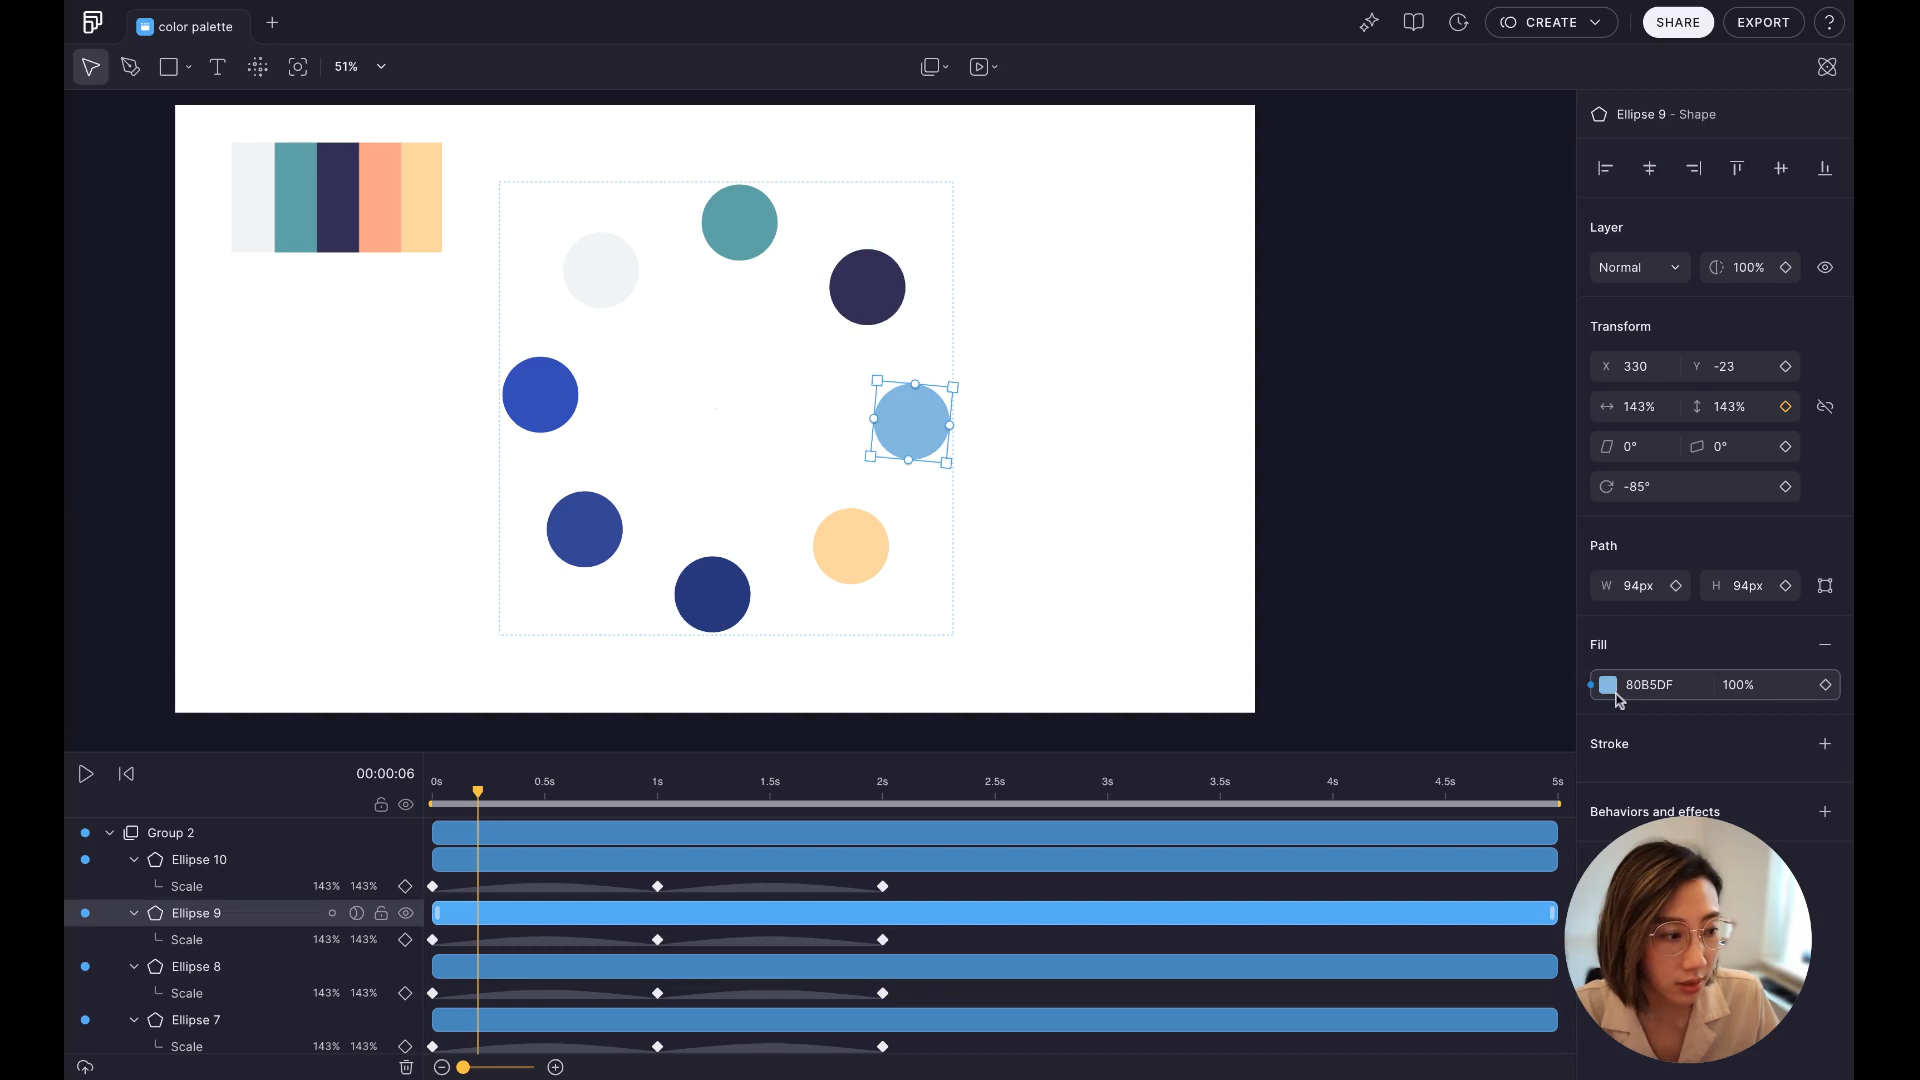 color palette
CREATE
SHARE
EXPORT
?
51%
Ellipse 9 - Shape
Layer
Normal
100%
Transform
X 330 Y -23
143% 143%
0° 0°
-85°
Path
W 94px H 94px
Fill
80B5DF 100%
Stroke
Behaviors and effects
00:00:06
0s 0.5s 1s 1.5s 2s 2.5s 3s 3.5s 4s 4.5s 5s
Group 2
Ellipse 10
Scale 143% 143%
Ellipse 9
Scale 143% 143%
Ellipse 8
Scale 143% 143%
Ellipse 7
Scale 143% 143%